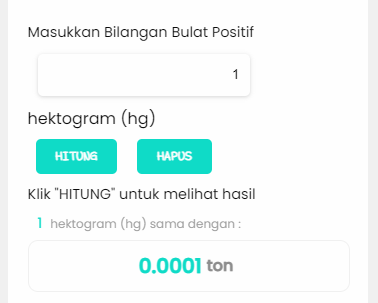 Masukkan Bilangan Bulat Positif
1
hektogram (hg)
HITUNG HAPUS
Klik "HITUNG" untuk melihat hasil
1 hektogram (hg) sama dengan :
0.0001 ton